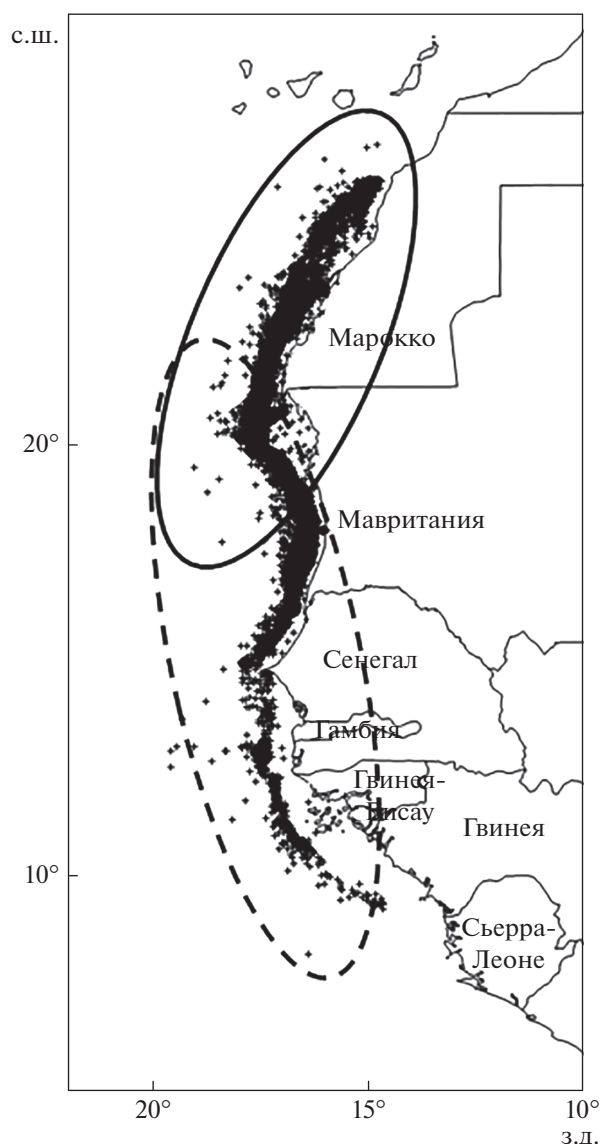 с.ш.
Марокко
20°
Мавритания
Сенегал
Гамбия
Гвинея-
Бисау
Гвинея
10°
Сьерра-
Леоне
20°
15°
10°
з.д.